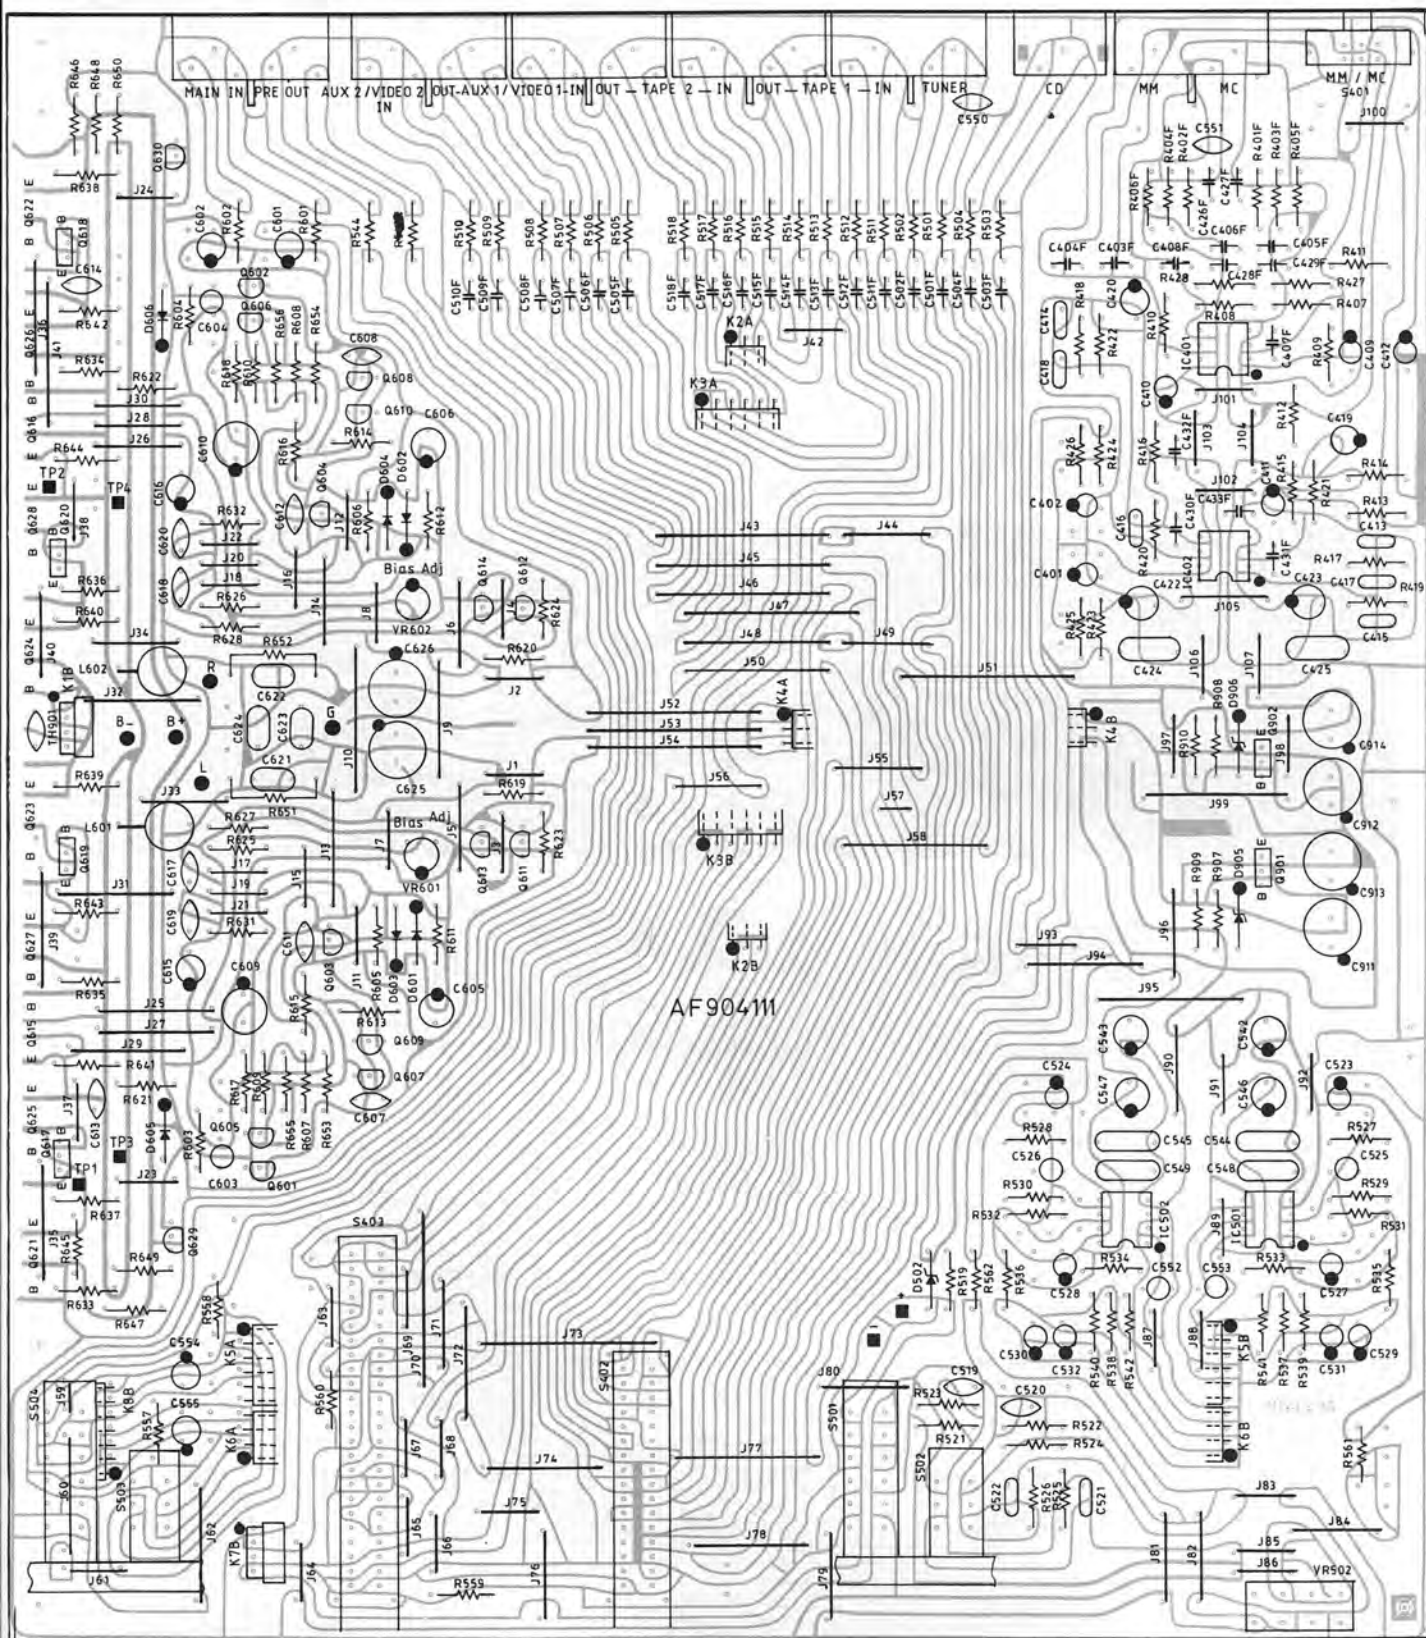 MAIN IN PRE OUT AUX 2/VIDEO 2 IN OUT-AUX 1/VIDEO 1-IN OUT – TAPE 2 – IN OUT – TAPE 1 – IN TUNER CD MM MC MM / MC S401
R646 R648 R650 C550 J100
Q630 R404F R402F C551 R401F R403F R405F
R638 J24 R406F C427F C426F
E Q622 B Q618 B E
C602 R602 C601 R601 R544 R510 R509 R508 R507 R506 R505 R518 R517 R516 R515 R514 R513 R512 R511 R502 R501 R504 R503
C404F C403F C408F C406F C405F C429F R411
C614 Q602 R428 C428F R427
C510F C509F C508F C507F C506F C505F C518F C517F C516F C515F C514F C513F C512F C511F C502F C501F C504F C503F
R642 D606 R604 C604 Q606 R656 R608 R654 R418 C420 R408 R407
J36 J41 Q626 K2A J42 C414 R422 R410 IC401 C407F R409 C409 C412
R634 C608 R618 R610 Q608 C418
R622 K3A C410 J101
J30 Q610 C606 R412
J28 Q616 R614 C432F J103 J104 C419
J26 C610 R616
R644 D604 D602 R426 R424 R416 C411 R415 R414
TP2 TP4 C616 Q604 J102 R421
Q628 Q620 J38 R632 C612 J12 R606 R612 C402 C433F R413
C620 J22 J43 J44 C416 C430F C413
J20 J45 R420 IC402 C431F R417
R636 C618 J18 J16 Bias Adj Q614 Q612 J46 C401 C422 C423 C417 R419
R640 R626 J14 J8 VR602 J6 J4 R624 J47 R425 R423 J105
R628 C415
Q624 J40 J34 R652 C626 R620 J48 J49 J106 J107
L602 R J50 J51 C424 C425
K1B J32 C622 J2
TH901 B- B+ C624 C623 G J9 J52 K4A K4B J97 R910 R908 D906 Q902 J98 C914
J10 J53
C621 J54
L C625 J1 J55
R639 R651 R619 J56
Q623 J33 J57 J99
L601 R627 J13 Bias Adj J5 C912
Q619 R625 J7 Q613 J3 Q611 R623 K3B J58
C617 J17 J15 VR601 R909 R907 D905 Q901
J31 J19 C913
R643 C619 J21
Q627 J39 R631 C611 Q603 J11 R605 D603 D601 R611 K2B J93 J96
C615 C609 J94 C911
R635 R615 C605
J25 R613 AF904111 J95
Q615 J27 Q609 C543 C542
J29 J90
R641 Q607 C524 J91 J92 C523
R621 R617 R609 C547 C546
Q625 J37 C613 D605 C607
Q617 R603 Q605 R655 R607 R653 R528 C545 C544 R527
TP1 TP3 C526 C549 C548 C525
J23 C603 Q601 R530 R529
R637 R532 IC502 J89 IC501 R531
Q621 J35 R645 S403
Q629
R649 D502 R519 R562 R536 R534 R533 R535
R633 C528 C552 C553 C527
R647 R558 J63 J69 J71 + -
C554 K5A J70 J72 J73 C530 C532 R540 R538 R542 J87 J88 K5B R541 R537 R539 C531 C529
S402 J80 C519
S504 J59 K8B C555 R560 S501 R523 C520
R557 K6A J67 J68 R521 R522 K6B
R524 R561
J60 S503 J74 J77 S502
C522 R526 R525 C521 J83
J62 J65 J75 J84
K7B J66 J78 J81 J82 J85
J61 J64 R559 J76 J79 J86 VR502